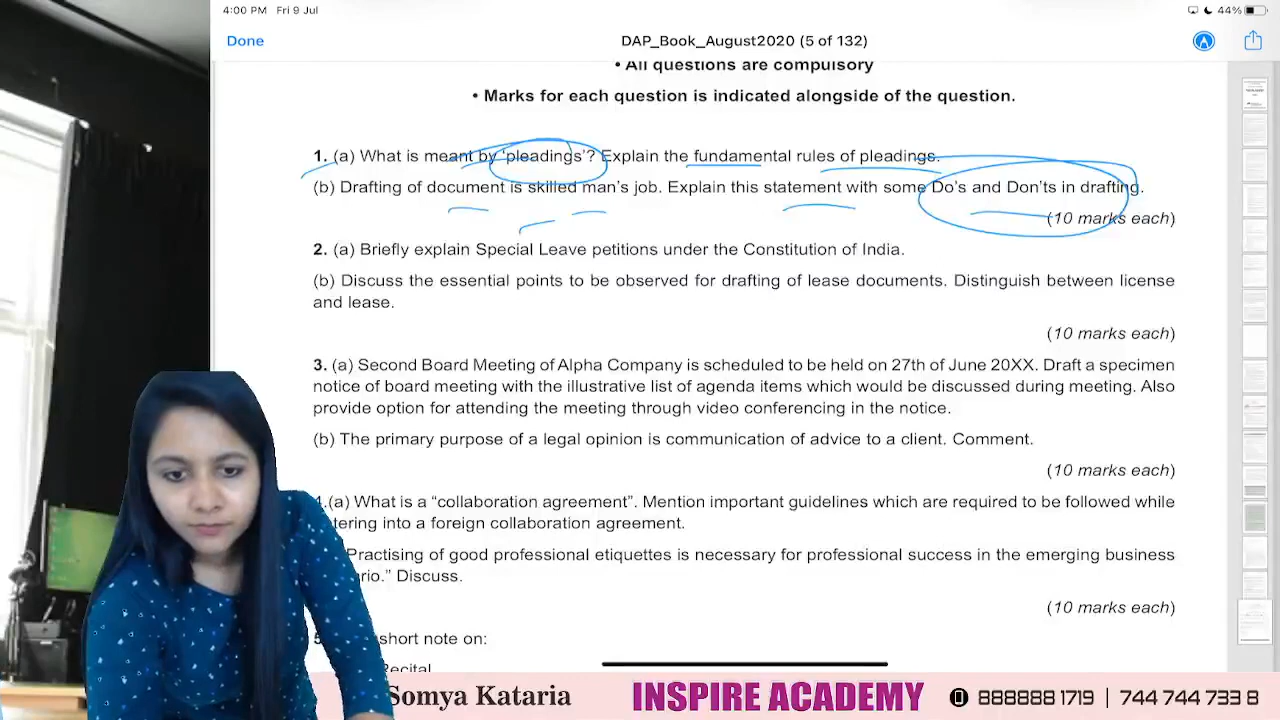 4:00 PM Fri 9 Jul
44%
Done
DAP_Book_August2020 (5 of 132)
• All questions are compulsory
• Marks for each question is indicated alongside of the question.
1. (a) What is meant by ‘pleadings’? Explain the fundamental rules of pleadings.
(b) Drafting of document is skilled man’s job. Explain this statement with some Do’s and Don’ts in drafting.
(10 marks each)
2. (a) Briefly explain Special Leave petitions under the Constitution of India.
(b) Discuss the essential points to be observed for drafting of lease documents. Distinguish between license
and lease.
(10 marks each)
3. (a) Second Board Meeting of Alpha Company is scheduled to be held on 27th of June 20XX. Draft a specimen
notice of board meeting with the illustrative list of agenda items which would be discussed during meeting. Also
provide option for attending the meeting through video conferencing in the notice.
(b) The primary purpose of a legal opinion is communication of advice to a client. Comment.
(10 marks each)
(a) What is a “collaboration agreement”. Mention important guidelines which are required to be followed while
tering into a foreign collaboration agreement.
Practising of good professional etiquettes is necessary for professional success in the emerging business
rio.” Discuss.
(10 marks each)
short note on:
Recital
Somya Kataria INSPIRE ACADEMY 888888 1719 | 744 744 733 8